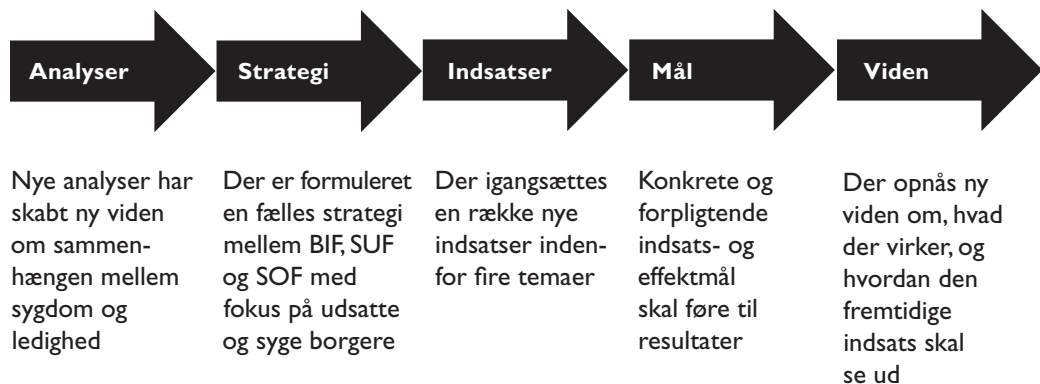 Analyser
Strategi
Indsatser
Mål
Viden
Nye analyser har
skabt ny viden
om sammen-
hængen mellem
sygdom og
ledighed
Der er formuleret
en fælles strategi
mellem BIF, SUF
og SOF med
fokus på udsatte
og syge borgere
Der igangsættes
en række nye
indsatser inden-
for fire temaer
Konkrete og
forpligtende
indsats- og
effektmål
skal føre til
resultater
Der opnås ny
viden om, hvad
der virker, og
hvordan den
fremtidige
indsats skal
se ud